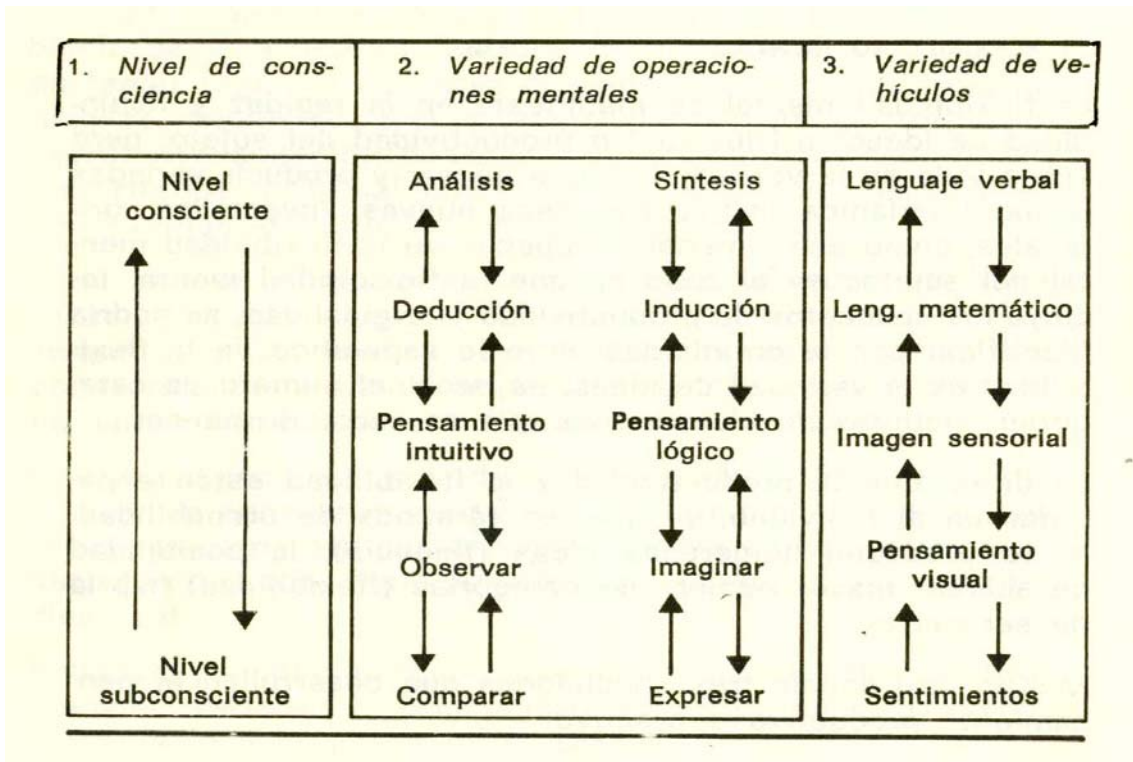 1. Nivel de cons-
ciencia
2. Variedad de operacio-
nes mentales
3. Variedad de ve-
hículos
Nivel
consciente
Nivel
subconsciente
Análisis
Deducción
Pensamiento
intuitivo
Observar
Comparar
Síntesis
Inducción
Pensamiento
lógico
Imaginar
Expresar
Lenguaje verbal
Leng. matemático
Imagen sensorial
Pensamiento
visual
Sentimientos